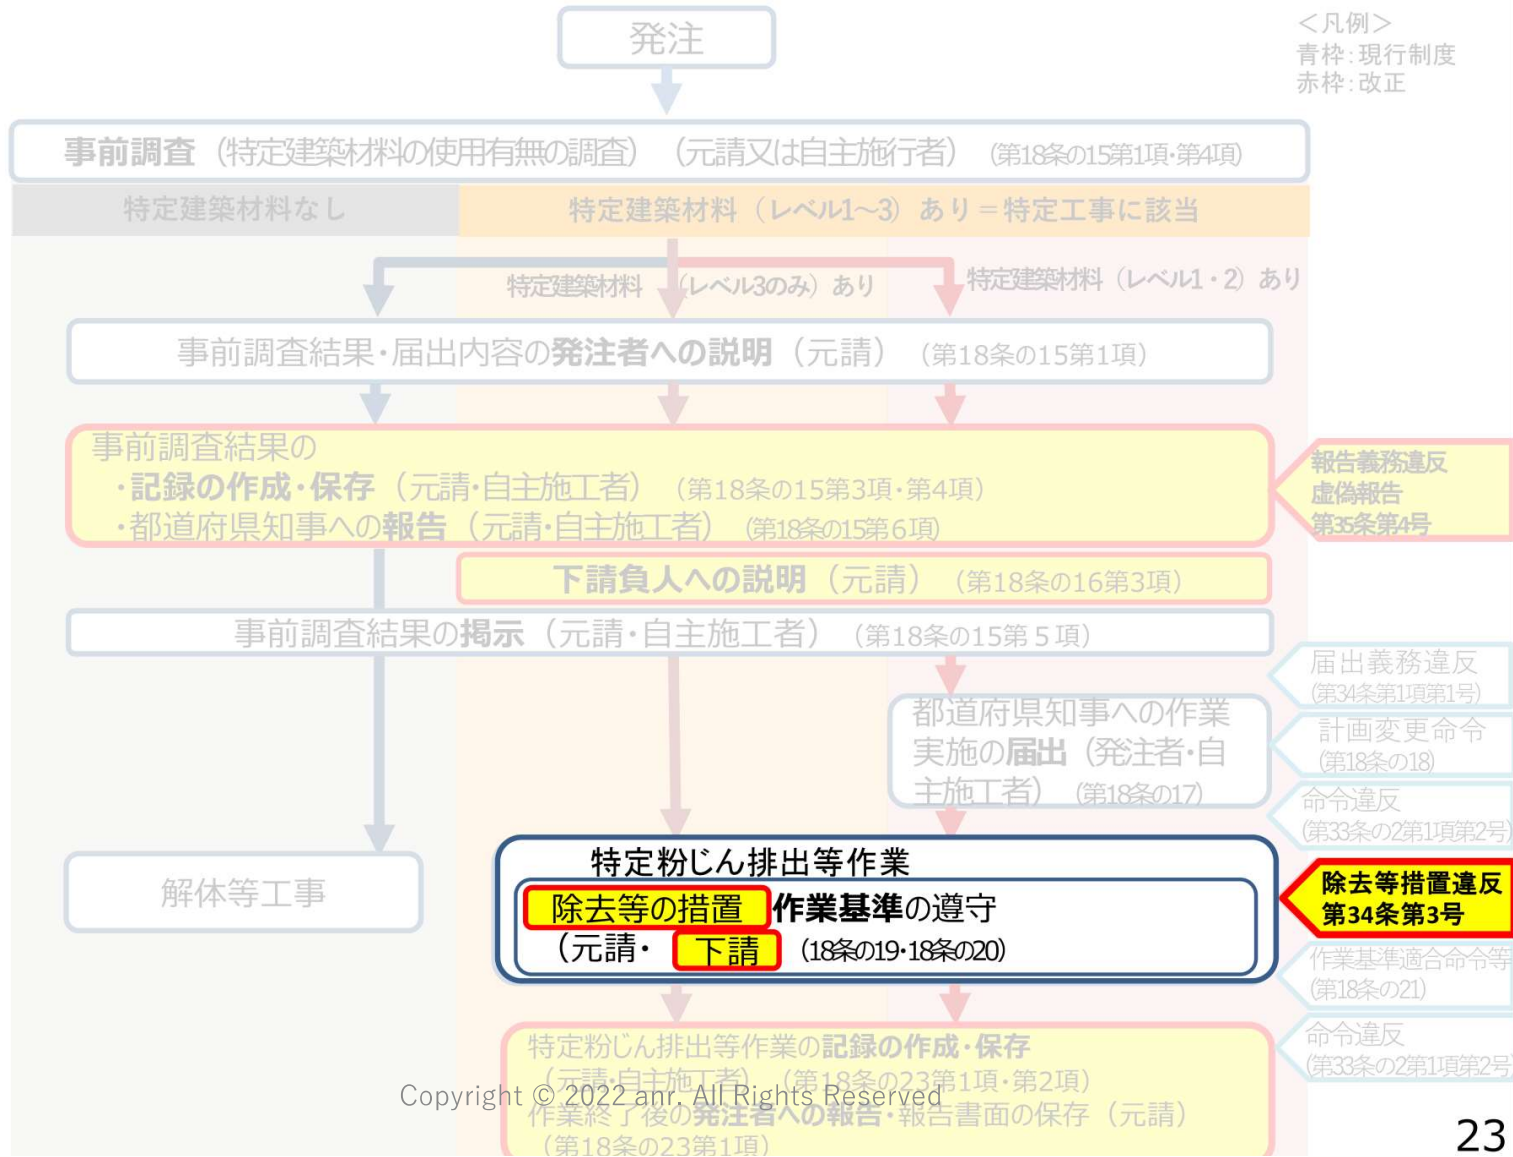 発注
＜凡例＞
青枠：現行制度
赤枠：改正
事前調査（特定建築材料の使用有無の調査）（元請又は自主施行者）（第18条の15第1項・第4項）
特定建築材料なし
特定建築材料（レベル1～3）あり＝特定工事に該当
特定建築材料（レベル3のみ）あり
特定建築材料（レベル1・2）あり
事前調査結果・届出内容の発注者への説明（元請）（第18条の15第1項）
事前調査結果の
・記録の作成・保存（元請・自主施工者）（第18条の15第3項・第4項）
・都道府県知事への報告（元請・自主施工者）（第18条の15第６項）
報告義務違反
虚偽報告
第35条第4号
下請負人への説明（元請）（第18条の16第3項）
事前調査結果の掲示（元請・自主施工者）（第18条の15第５項）
届出義務違反
(第34条第1項第1号)
都道府県知事への作業
実施の届出（発注者・自
主施工者）（第18条の17）
計画変更命令
(第18条の18)
命令違反
(第33条の2第1項第2号)
特定粉じん排出等作業
除去等の措置 作業基準の遵守
（元請・ 下請 （18条の19・18条の20）
除去等措置違反
第34条第3号
解体等工事
作業基準適合命令等
(第18条の21)
命令違反
(第33条の2第1項第2号)
特定粉じん排出等作業の記録の作成・保存
（元請・自主施工者）（第18条の23第1項・第2項）
Copyright © 2022 anr. All Rights Reserved
作業終了後の発注者への報告・報告書面の保存（元請）
（第18条の23第1項）
23